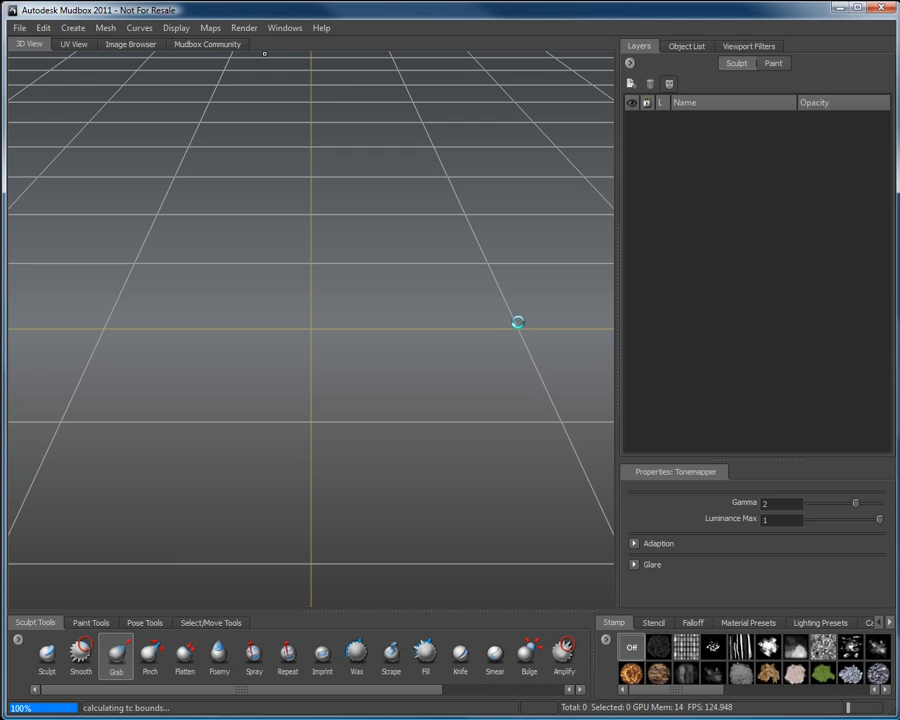 Autodesk Mudbox 2011 - Not For Resale
File Edit Create Mesh Curves Display Maps Render Windows Help
3D View UV View Image Browser Mudbox Community
Layers Object List Viewport Filters
Sculpt Paint
L Name Opacity
Properties: Tonemapper
Gamma 2
Luminance Max 1
Adaption
Glare
Sculpt Tools Paint Tools Pose Tools Select/Move Tools
Stamp Stencil Falloff Material Presets Lighting Presets Ca
Off
Sculpt Smooth Grab Pinch Flatten Foamy Spray Repeat Imprint Wax Scrape Fill Knife Smear Bulge Amplify
100% calculating tc bounds...
Total: 0 Selected: 0 GPU Mem: 14 FPS: 124.948